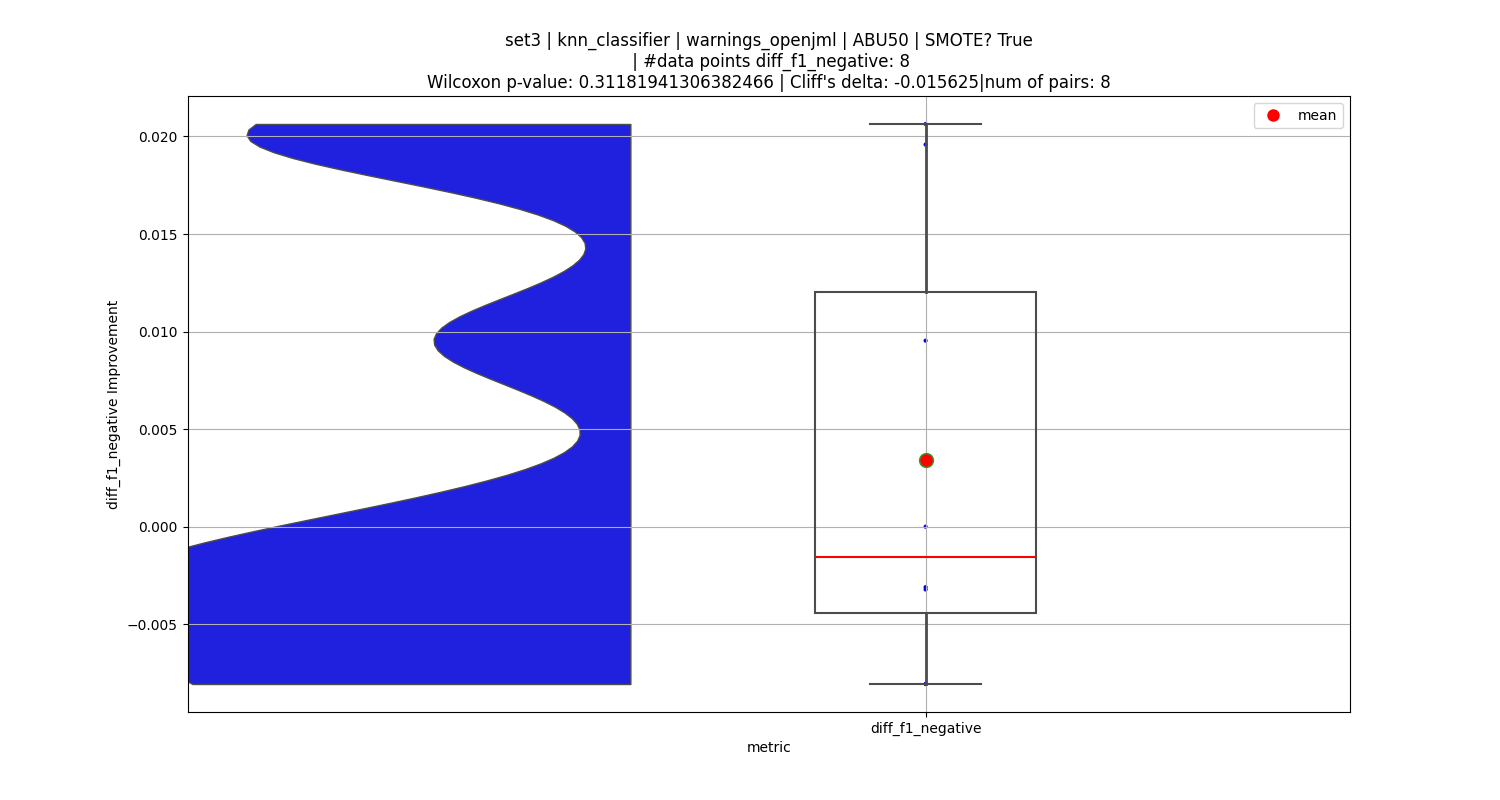 set3 | knn_classifier | warnings_openjml | ABU50 | SMOTE? True
| #data points diff_f1_negative: 8
Wilcoxon p-value: 0.31181941306382466 | Cliff's delta: -0.015625|num of pairs: 8
mean
0.020
0.015
0.010
0.005
0.000
−0.005
diff_f1_negative Improvement
diff_f1_negative
metric